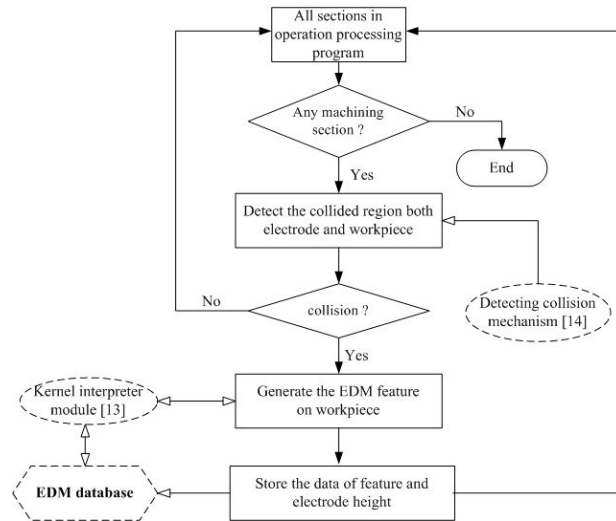 All sections in
operation processing
program
Any machining
section ?
No
End
Yes
Detect the collided region both
electrode and workpiece
No
collision ?
Detecting collision
mechanism [14]
Yes
Kernel interpreter
module [13]
Generate the EDM feature
on workpiece
EDM database
Store the data of feature and
electrode height